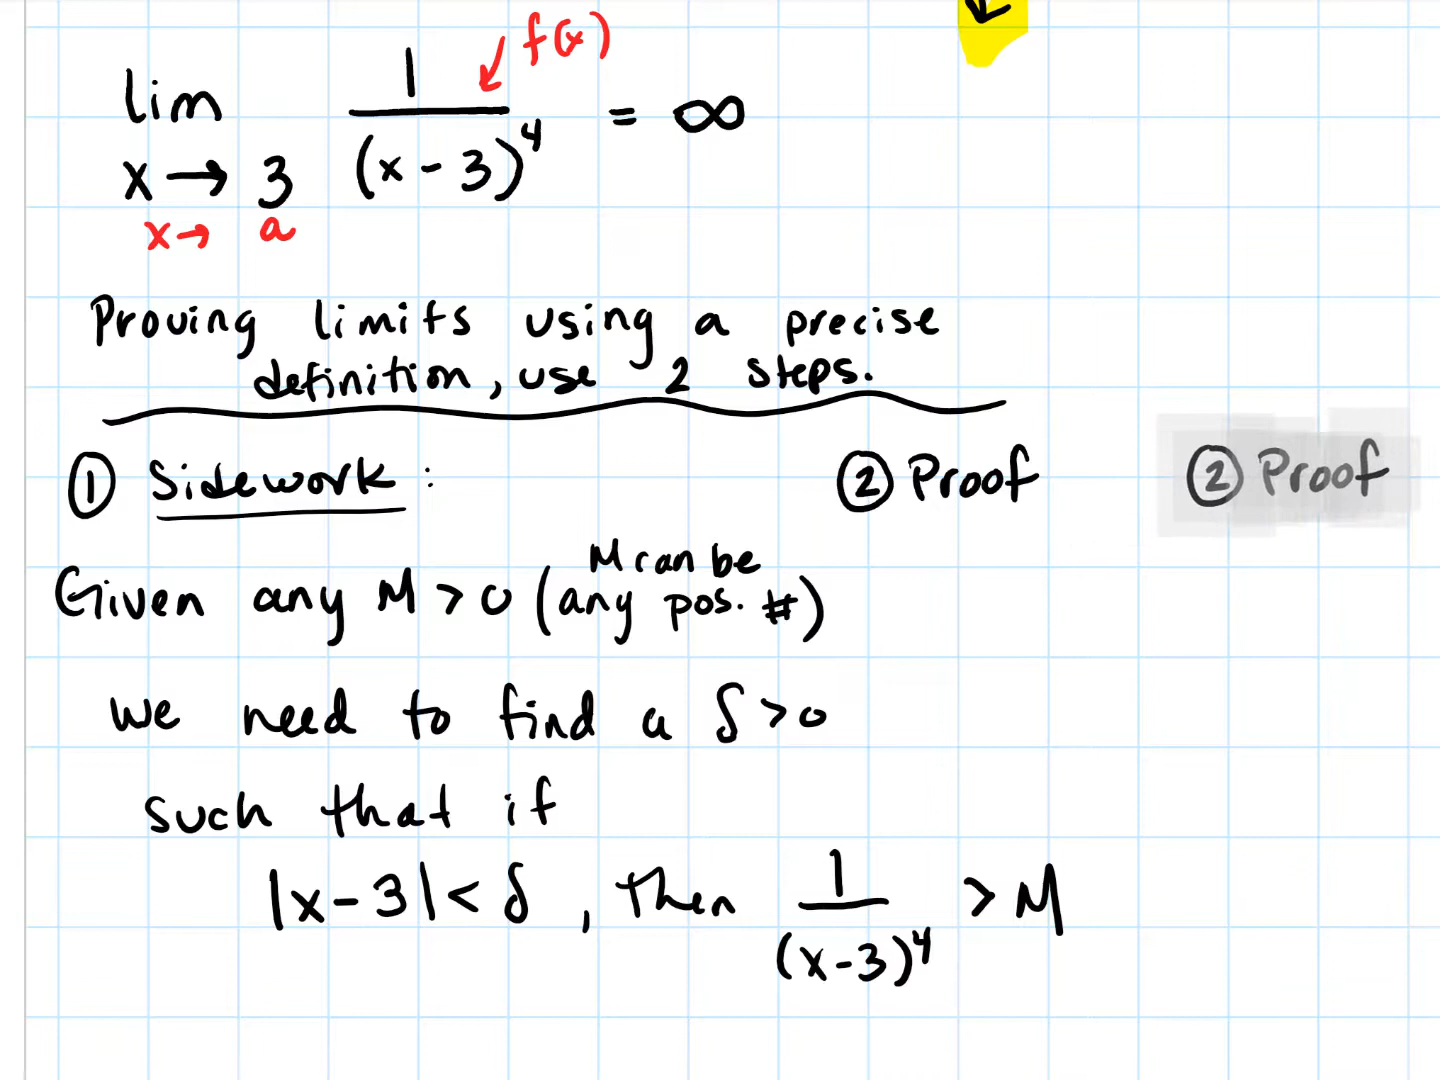 lim x→3 1/(x-3)^4 = ∞
f(x)
x→ a
Proving limits using a precise
definition, use 2 steps.
① Sidework:
② Proof
② Proof
Given any M>0 (M can be any pos. #)
we need to find a δ>0
such that if
|x-3|<δ, then 1/(x-3)^4 > M